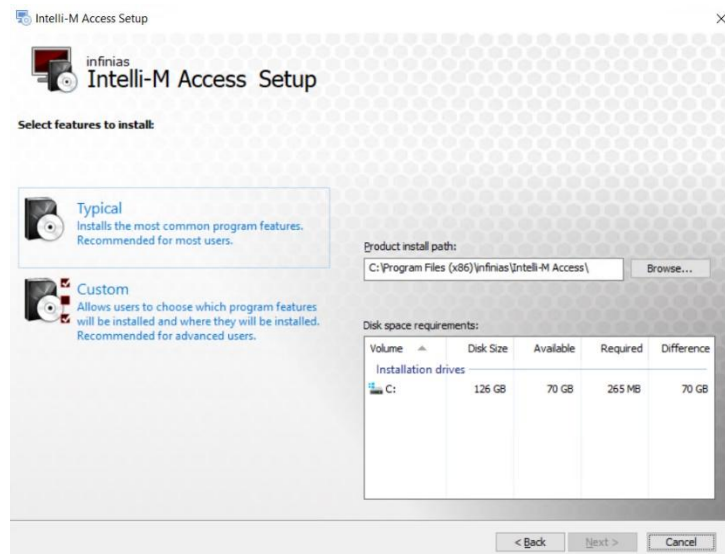 Intelli-M Access Setup
infinias
Intelli-M Access Setup
Select features to install:
Typical
Installs the most common program features.
Recommended for most users.
Custom
Allows users to choose which program features
will be installed and where they will be installed.
Recommended for advanced users.
Product install path:
C:\Program Files (x86)\infinias\Intelli-M Access\ Browse...
Disk space requirements:
Volume Disk Size Available Required Difference
Installation drives
C: 126 GB 70 GB 265 MB 70 GB
< Back Next > Cancel